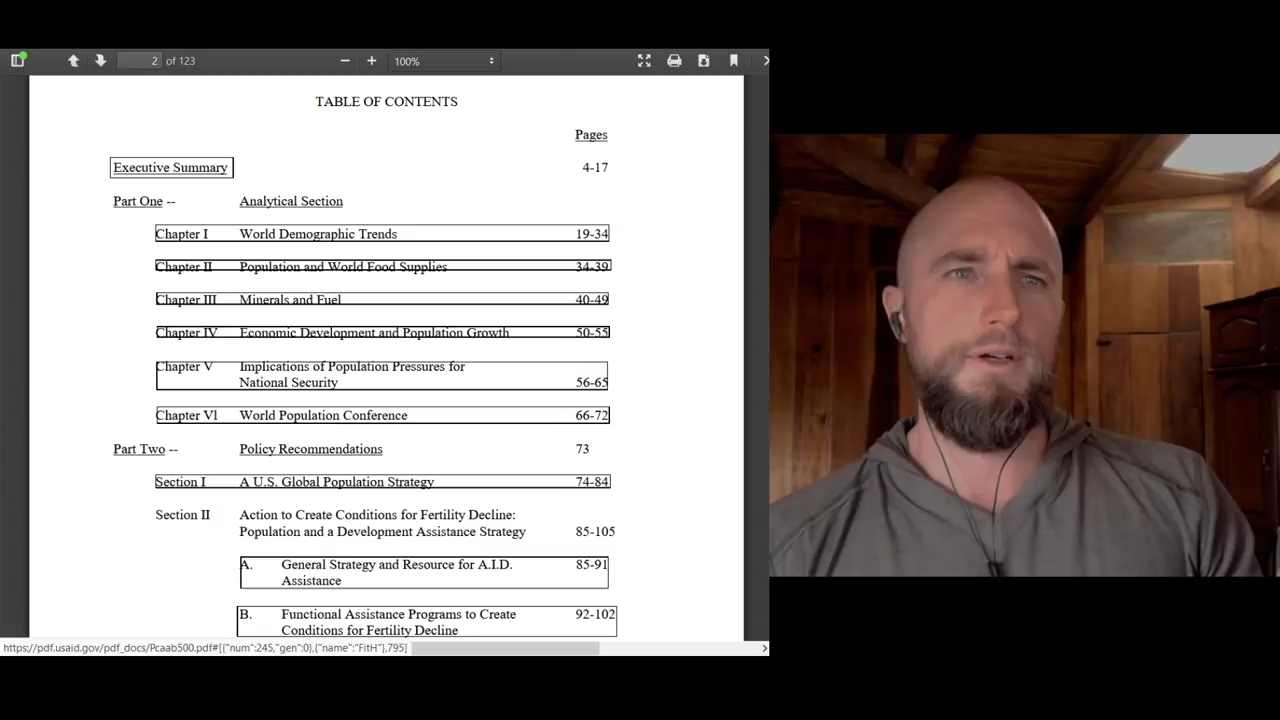 2 of 123
100%
TABLE OF CONTENTS
Pages
Executive Summary 4-17
Part One -- Analytical Section
Chapter I World Demographic Trends 19-34
Chapter II Population and World Food Supplies 34-39
Chapter III Minerals and Fuel 40-49
Chapter IV Economic Development and Population Growth 50-55
Chapter V Implications of Population Pressures for
National Security 56-65
Chapter Vl World Population Conference 66-72
Part Two -- Policy Recommendations 73
Section I A U.S. Global Population Strategy 74-84
Section II Action to Create Conditions for Fertility Decline:
Population and a Development Assistance Strategy 85-105
A. General Strategy and Resource for A.I.D. 85-91
Assistance
B. Functional Assistance Programs to Create 92-102
Conditions for Fertility Decline
https://pdf.usaid.gov/pdf_docs/Pcaab500.pdf#[{"num":245,"gen":0},{"name":"FitH"},795]